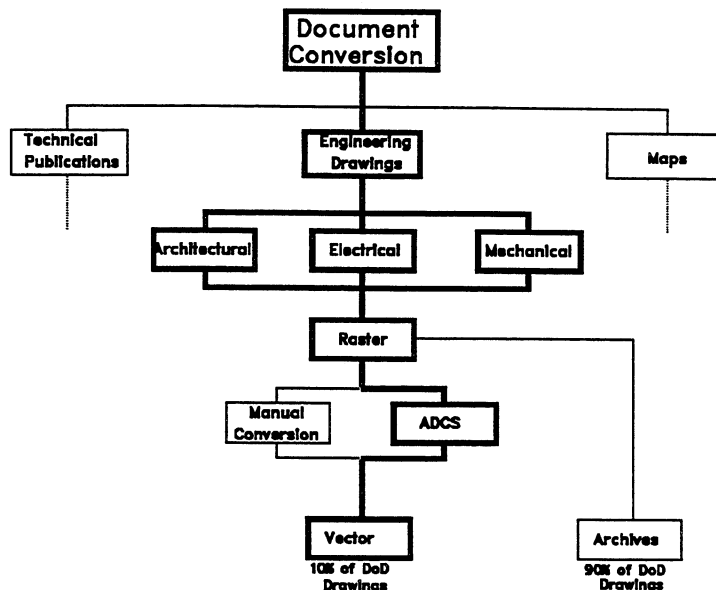 Document
Conversion
Technical
Publications
Engineering
Drawings
Maps
Architectural
Electrical
Mechanical
Raster
Manual
Conversion
ADCS
Vector
10% of DoD
Drawings
Archives
90% of DoD
Drawings